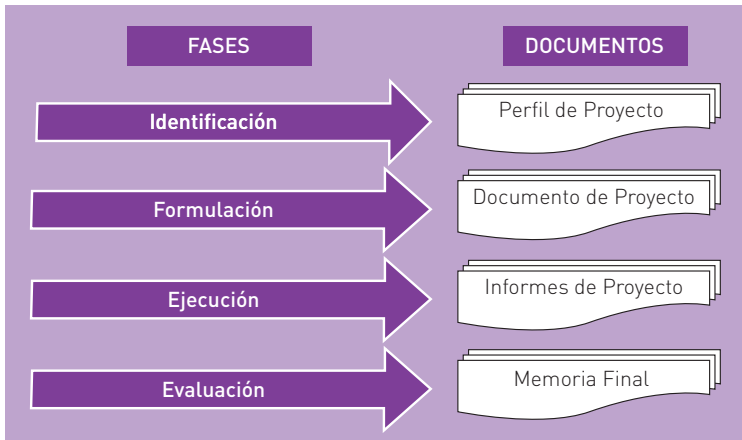 FASES
DOCUMENTOS
Identificación
Perfil de Proyecto
Formulación
Documento de Proyecto
Ejecución
Informes de Proyecto
Evaluación
Memoria Final